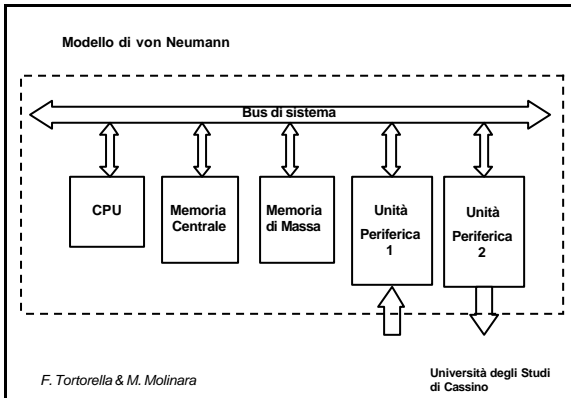 Modello di von Neumann
Bus di sistema
CPU
Memoria
Centrale
Memoria
di Massa
Unità
Periferica
1
Unità
Periferica
2
F. Tortorella & M. Molinara
Università degli Studi
di Cassino